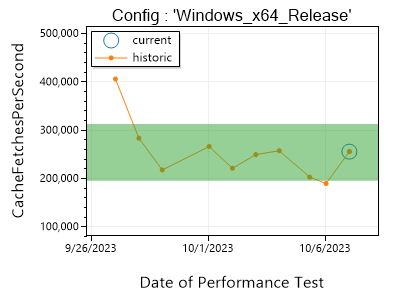 Config : 'Windows_x64_Release'
current
historic
CacheFetchesPerSecond
500,000
400,000
300,000
200,000
100,000
9/26/2023
10/1/2023
10/6/2023
Date of Performance Test